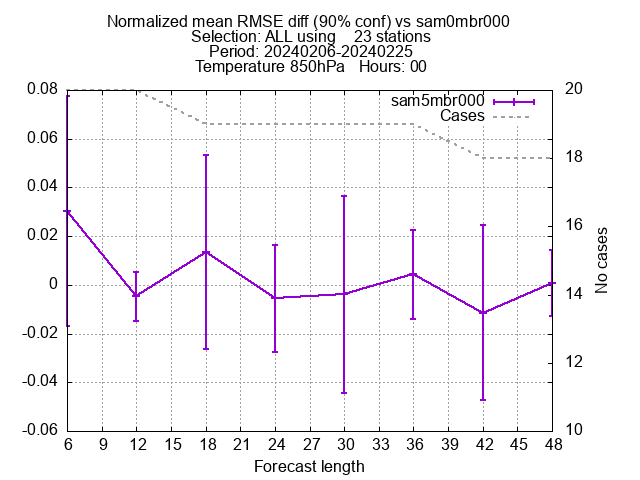 Normalized mean RMSE diff (90% conf) vs sam0mbr000
Selection: ALL using    23 stations
Period: 20240206-20240225
Temperature 850hPa   Hours: 00
0.08
0.06
0.04
0.02
0
-0.02
-0.04
-0.06
sam5mbr000
Cases
20
18
16
14
12
10
No cases
6 9 12 15 18 21 24 27 30 33 36 39 42 45 48
Forecast length